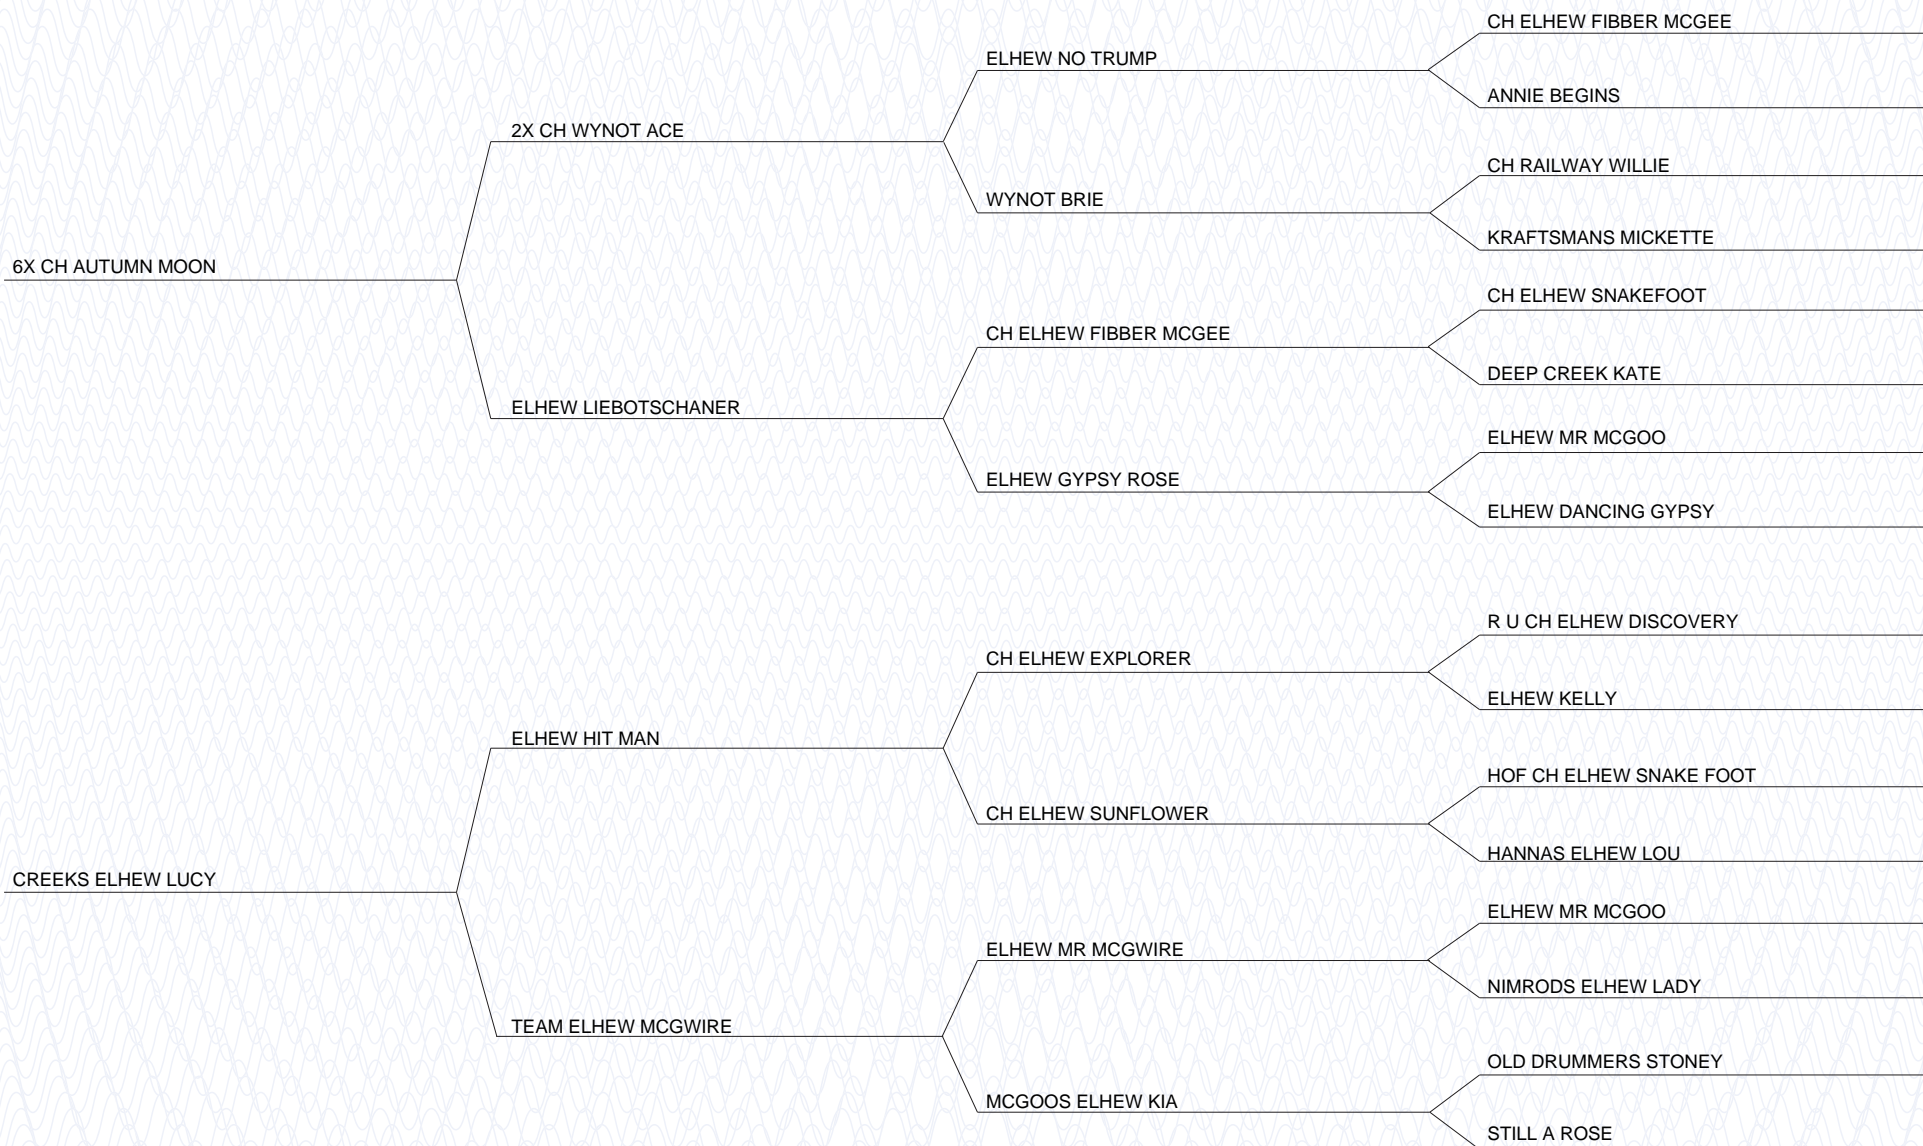 CH ELHEW FIBBER MCGEE
ELHEW NO TRUMP
ANNIE BEGINS
2X CH WYNOT ACE
CH RAILWAY WILLIE
WYNOT BRIE
KRAFTSMANS MICKETTE
6X CH AUTUMN MOON
CH ELHEW SNAKEFOOT
CH ELHEW FIBBER MCGEE
DEEP CREEK KATE
ELHEW LIEBOTSCHANER
ELHEW MR MCGOO
ELHEW GYPSY ROSE
ELHEW DANCING GYPSY
R U CH ELHEW DISCOVERY
CH ELHEW EXPLORER
ELHEW KELLY
ELHEW HIT MAN
HOF CH ELHEW SNAKE FOOT
CH ELHEW SUNFLOWER
HANNAS ELHEW LOU
CREEKS ELHEW LUCY
ELHEW MR MCGOO
ELHEW MR MCGWIRE
NIMRODS ELHEW LADY
TEAM ELHEW MCGWIRE
OLD DRUMMERS STONEY
MCGOOS ELHEW KIA
STILL A ROSE